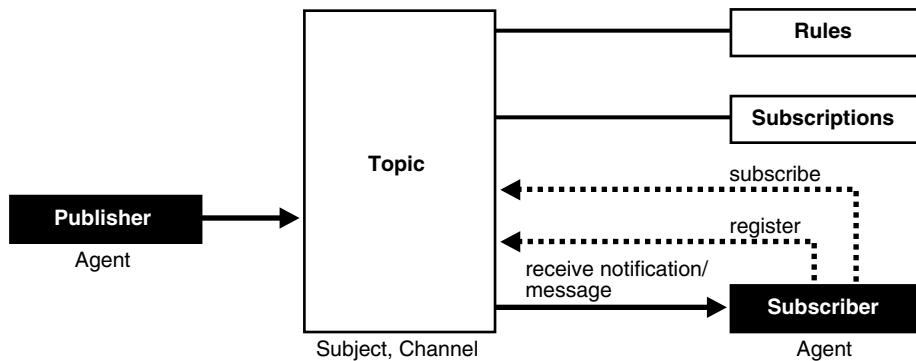 Rules
Subscriptions
Topic
subscribe
Publisher
register
Agent
receive notification/
message
Subscriber
Subject, Channel
Agent